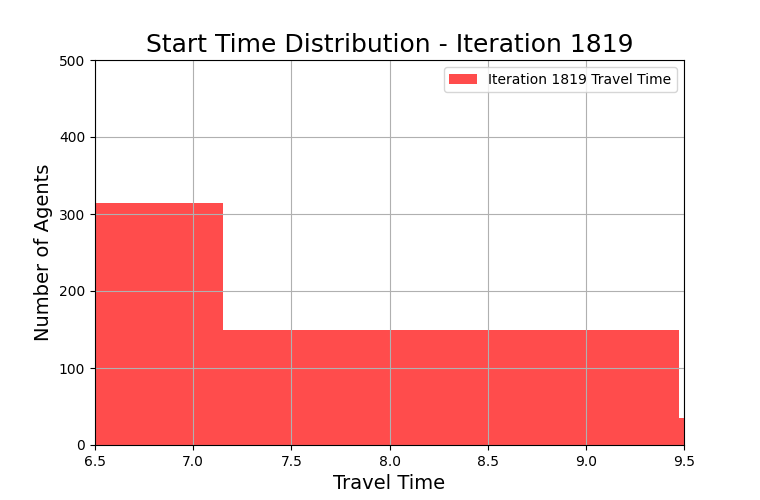 Start Time Distribution - Iteration 1819
Iteration 1819 Travel Time
Number of Agents
500
400
300
200
100
0
6.5 7.0 7.5 8.0 8.5 9.0 9.5
Travel Time